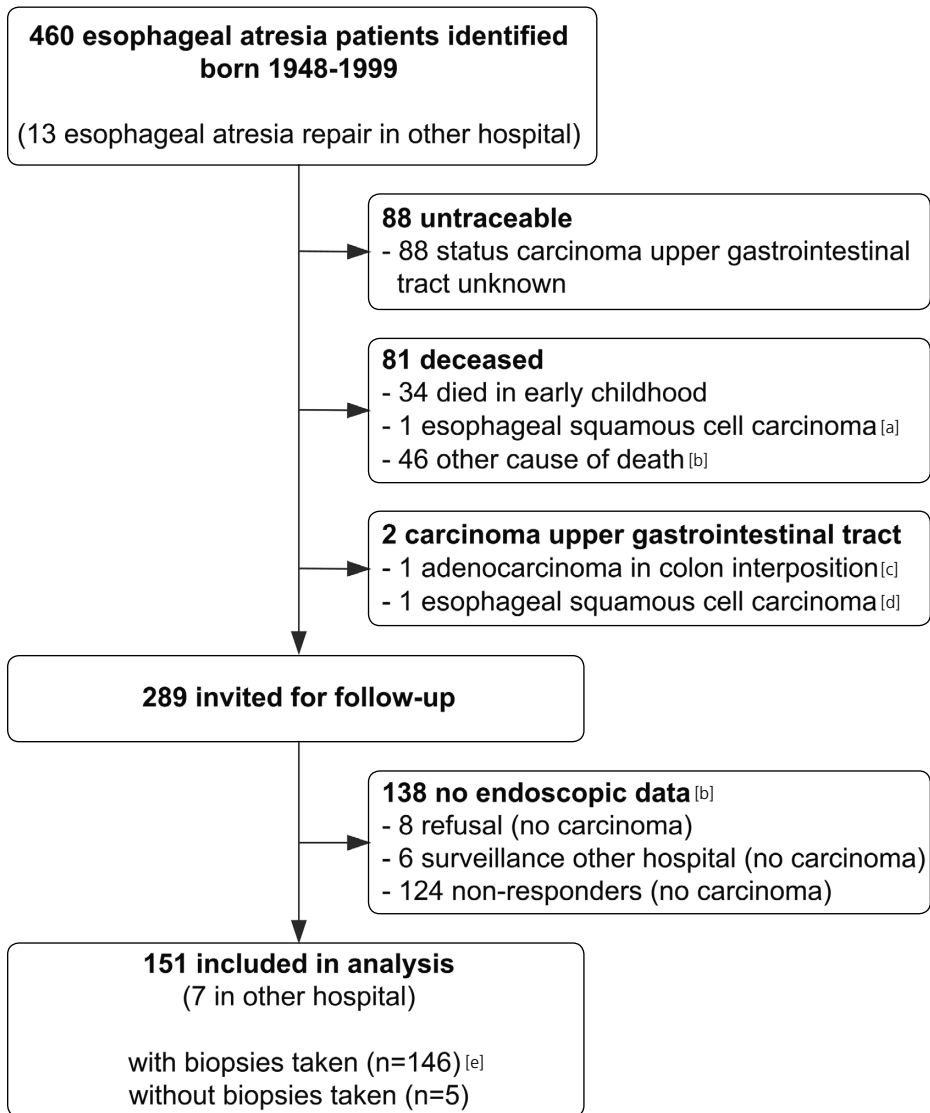 460 esophageal atresia patients identified
born 1948-1999
(13 esophageal atresia repair in other hospital)
88 untraceable
- 88 status carcinoma upper gastrointestinal
tract unknown
81 deceased
- 34 died in early childhood
- 1 esophageal squamous cell carcinoma [a]
- 46 other cause of death [b]
2 carcinoma upper gastrointestinal tract
- 1 adenocarcinoma in colon interposition [c]
- 1 esophageal squamous cell carcinoma [d]
289 invited for follow-up
138 no endoscopic data [b]
- 8 refusal (no carcinoma)
- 6 surveillance other hospital (no carcinoma)
- 124 non-responders (no carcinoma)
151 included in analysis
(7 in other hospital)
with biopsies taken (n=146) [e]
without biopsies taken (n=5)